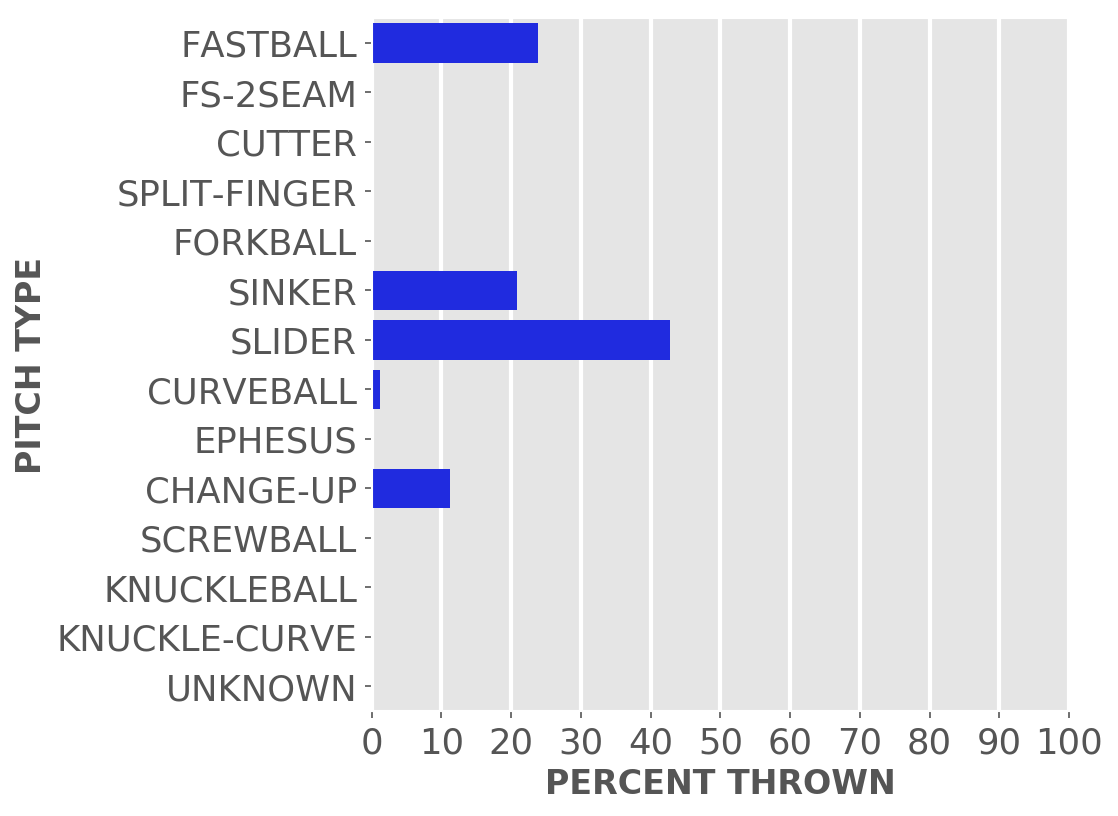 FASTBALL
FS-2SEAM
CUTTER
SPLIT-FINGER
FORKBALL
SINKER
SLIDER
CURVEBALL
EPHESUS
CHANGE-UP
SCREWBALL
KNUCKLEBALL
KNUCKLE-CURVE
UNKNOWN
PITCH TYPE
0 10 20 30 40 50 60 70 80 90 100
PERCENT THROWN